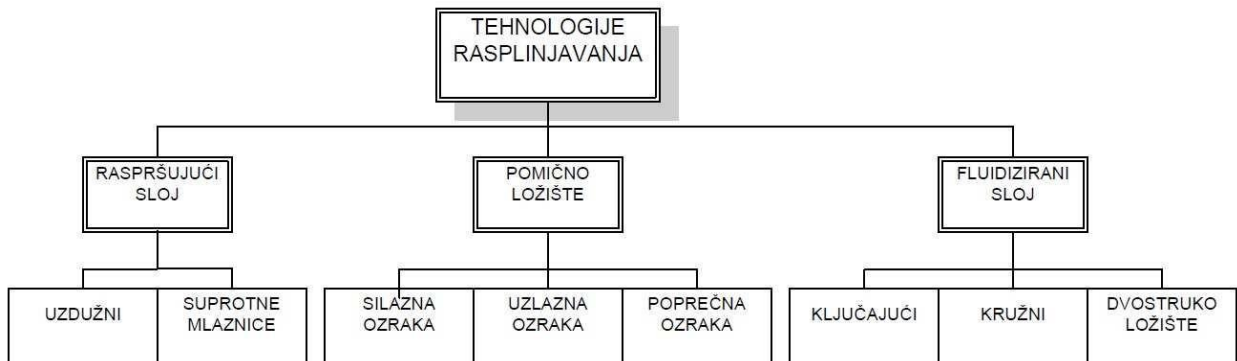 TEHNOLOGIJE
RASPLINJAVANJA
RASPRŠUJUĆI
SLOJ
POMIČNO
LOŽIŠTE
FLUIDIZIRANI
SLOJ
UZDUŽNI
SUPROTNE
MLAZNICE
SILAZNA
OZRAKA
UZLAZNA
OZRAKA
POPREČNA
OZRAKA
KLJUČAJUĆI
KRUŽNI
DVOSTRUKO
LOŽIŠTE